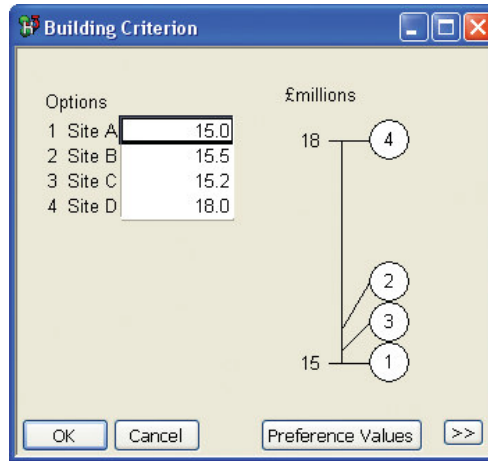 Building Criterion
Options
1 Site A 15.0
2 Site B 15.5
3 Site C 15.2
4 Site D 18.0
£millions
18
4
2
3
15
1
OK
Cancel
Preference Values
>>